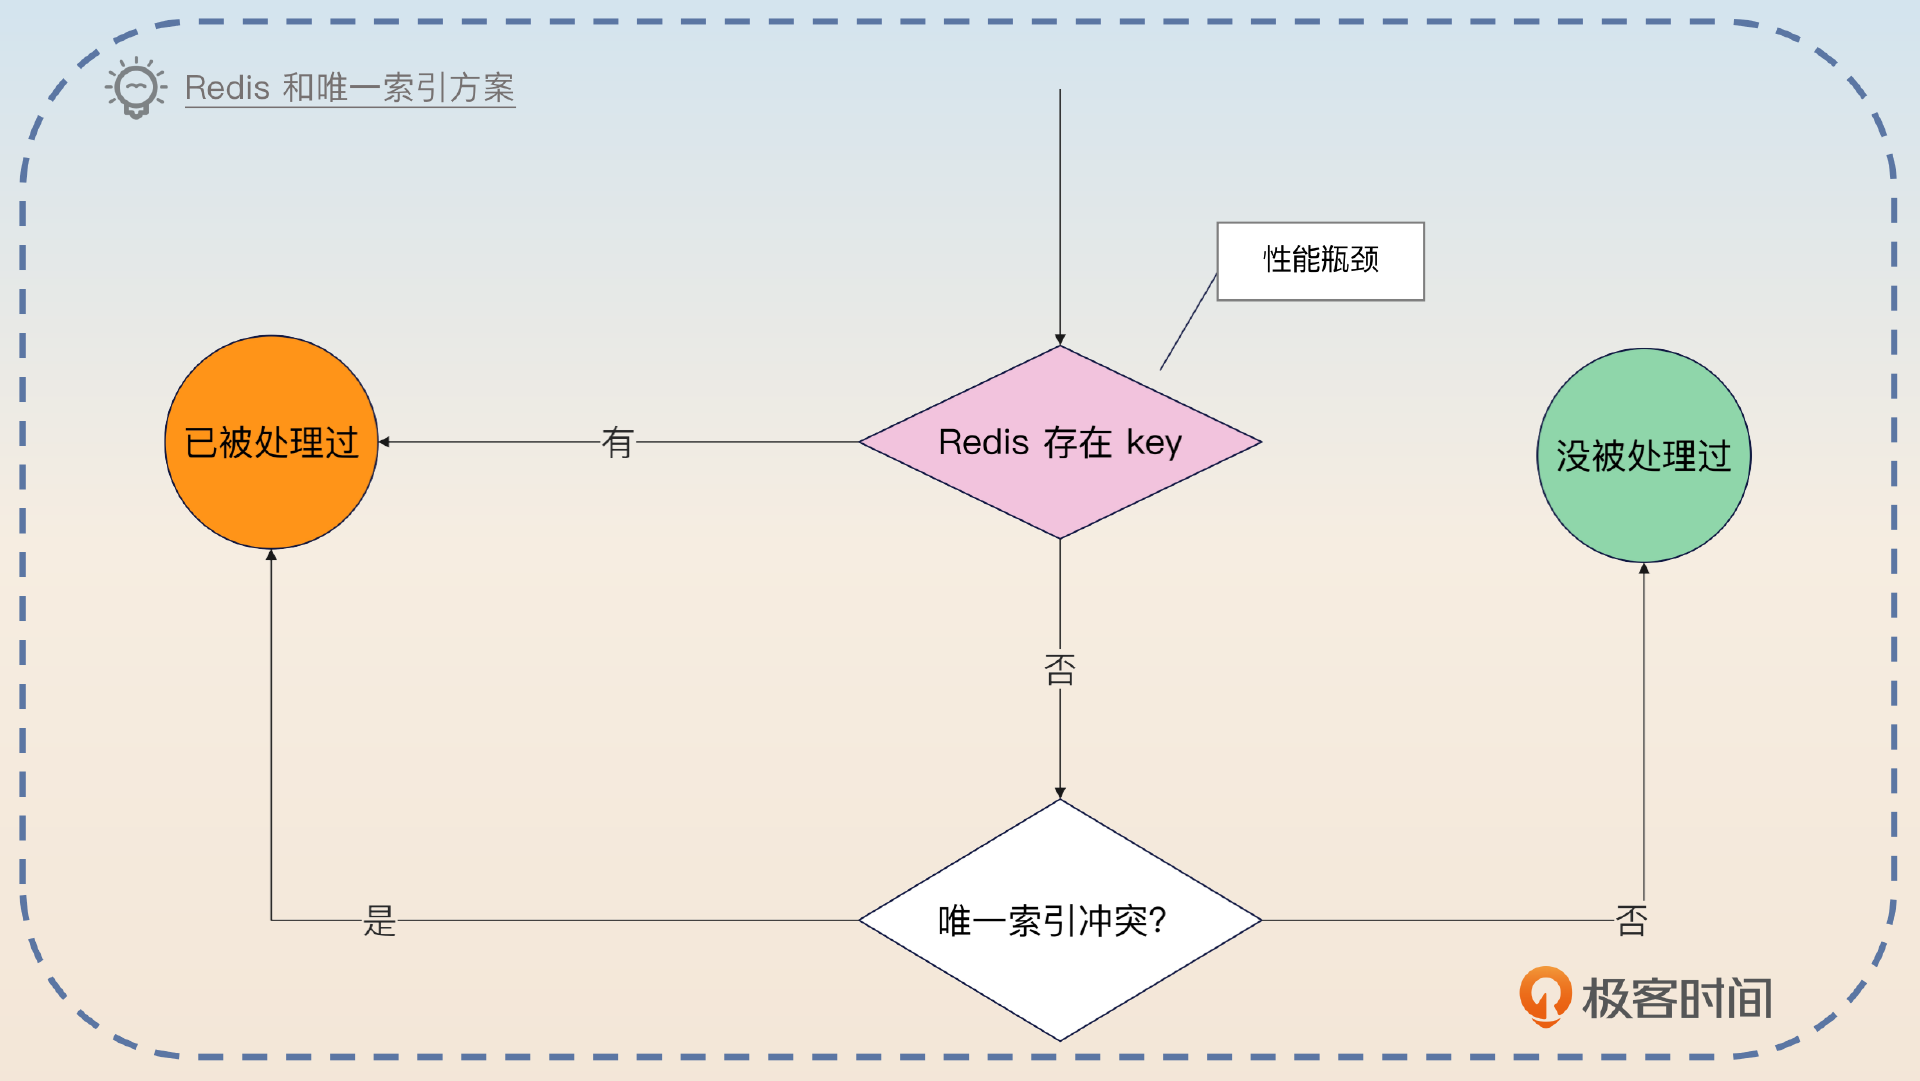 Redis 和唯一索引方案
性能瓶颈
已被处理过
有
Redis 存在 key
没被处理过
否
是
唯一索引冲突?
否
极客时间